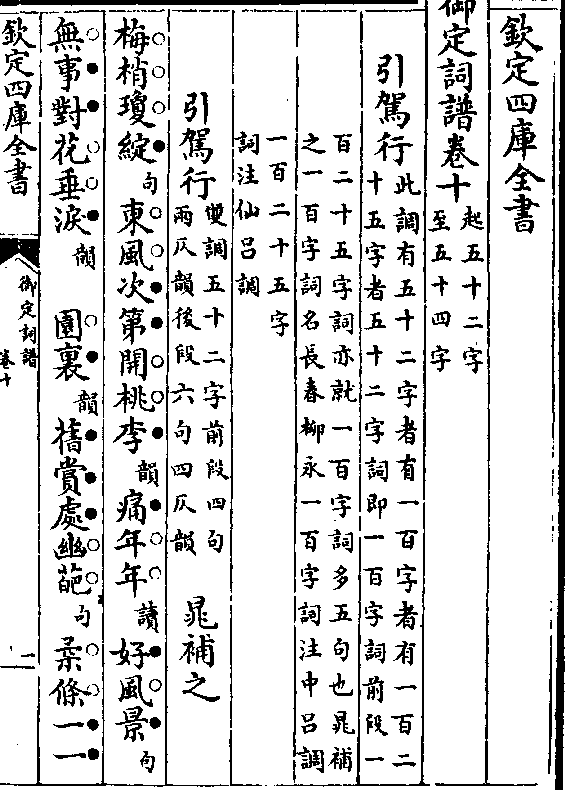 欽定四庫全書
御定詞譜卷十
起五十二字
至五十四字
引駕行
此調有五十二字者有一百字者有一百二
十五字者五十二字詞即一百字詞前段一
百二十五字詞亦就一百字詞多五句也晁補
之一百字詞名長春柳永一百字詞注中呂調
一百二十五字
詞注仙呂調
引駕行
雙調五十二字前段四句
兩仄韻後段六句四仄韻
晁補之
梅梢瓊綻句東風次第開桃李韻痛年年讀好風景句
無事對花垂淚韻 園裏韻舊賞處幽葩句柔條一一
欽定四庫全書
御定詞譜
卷十
一